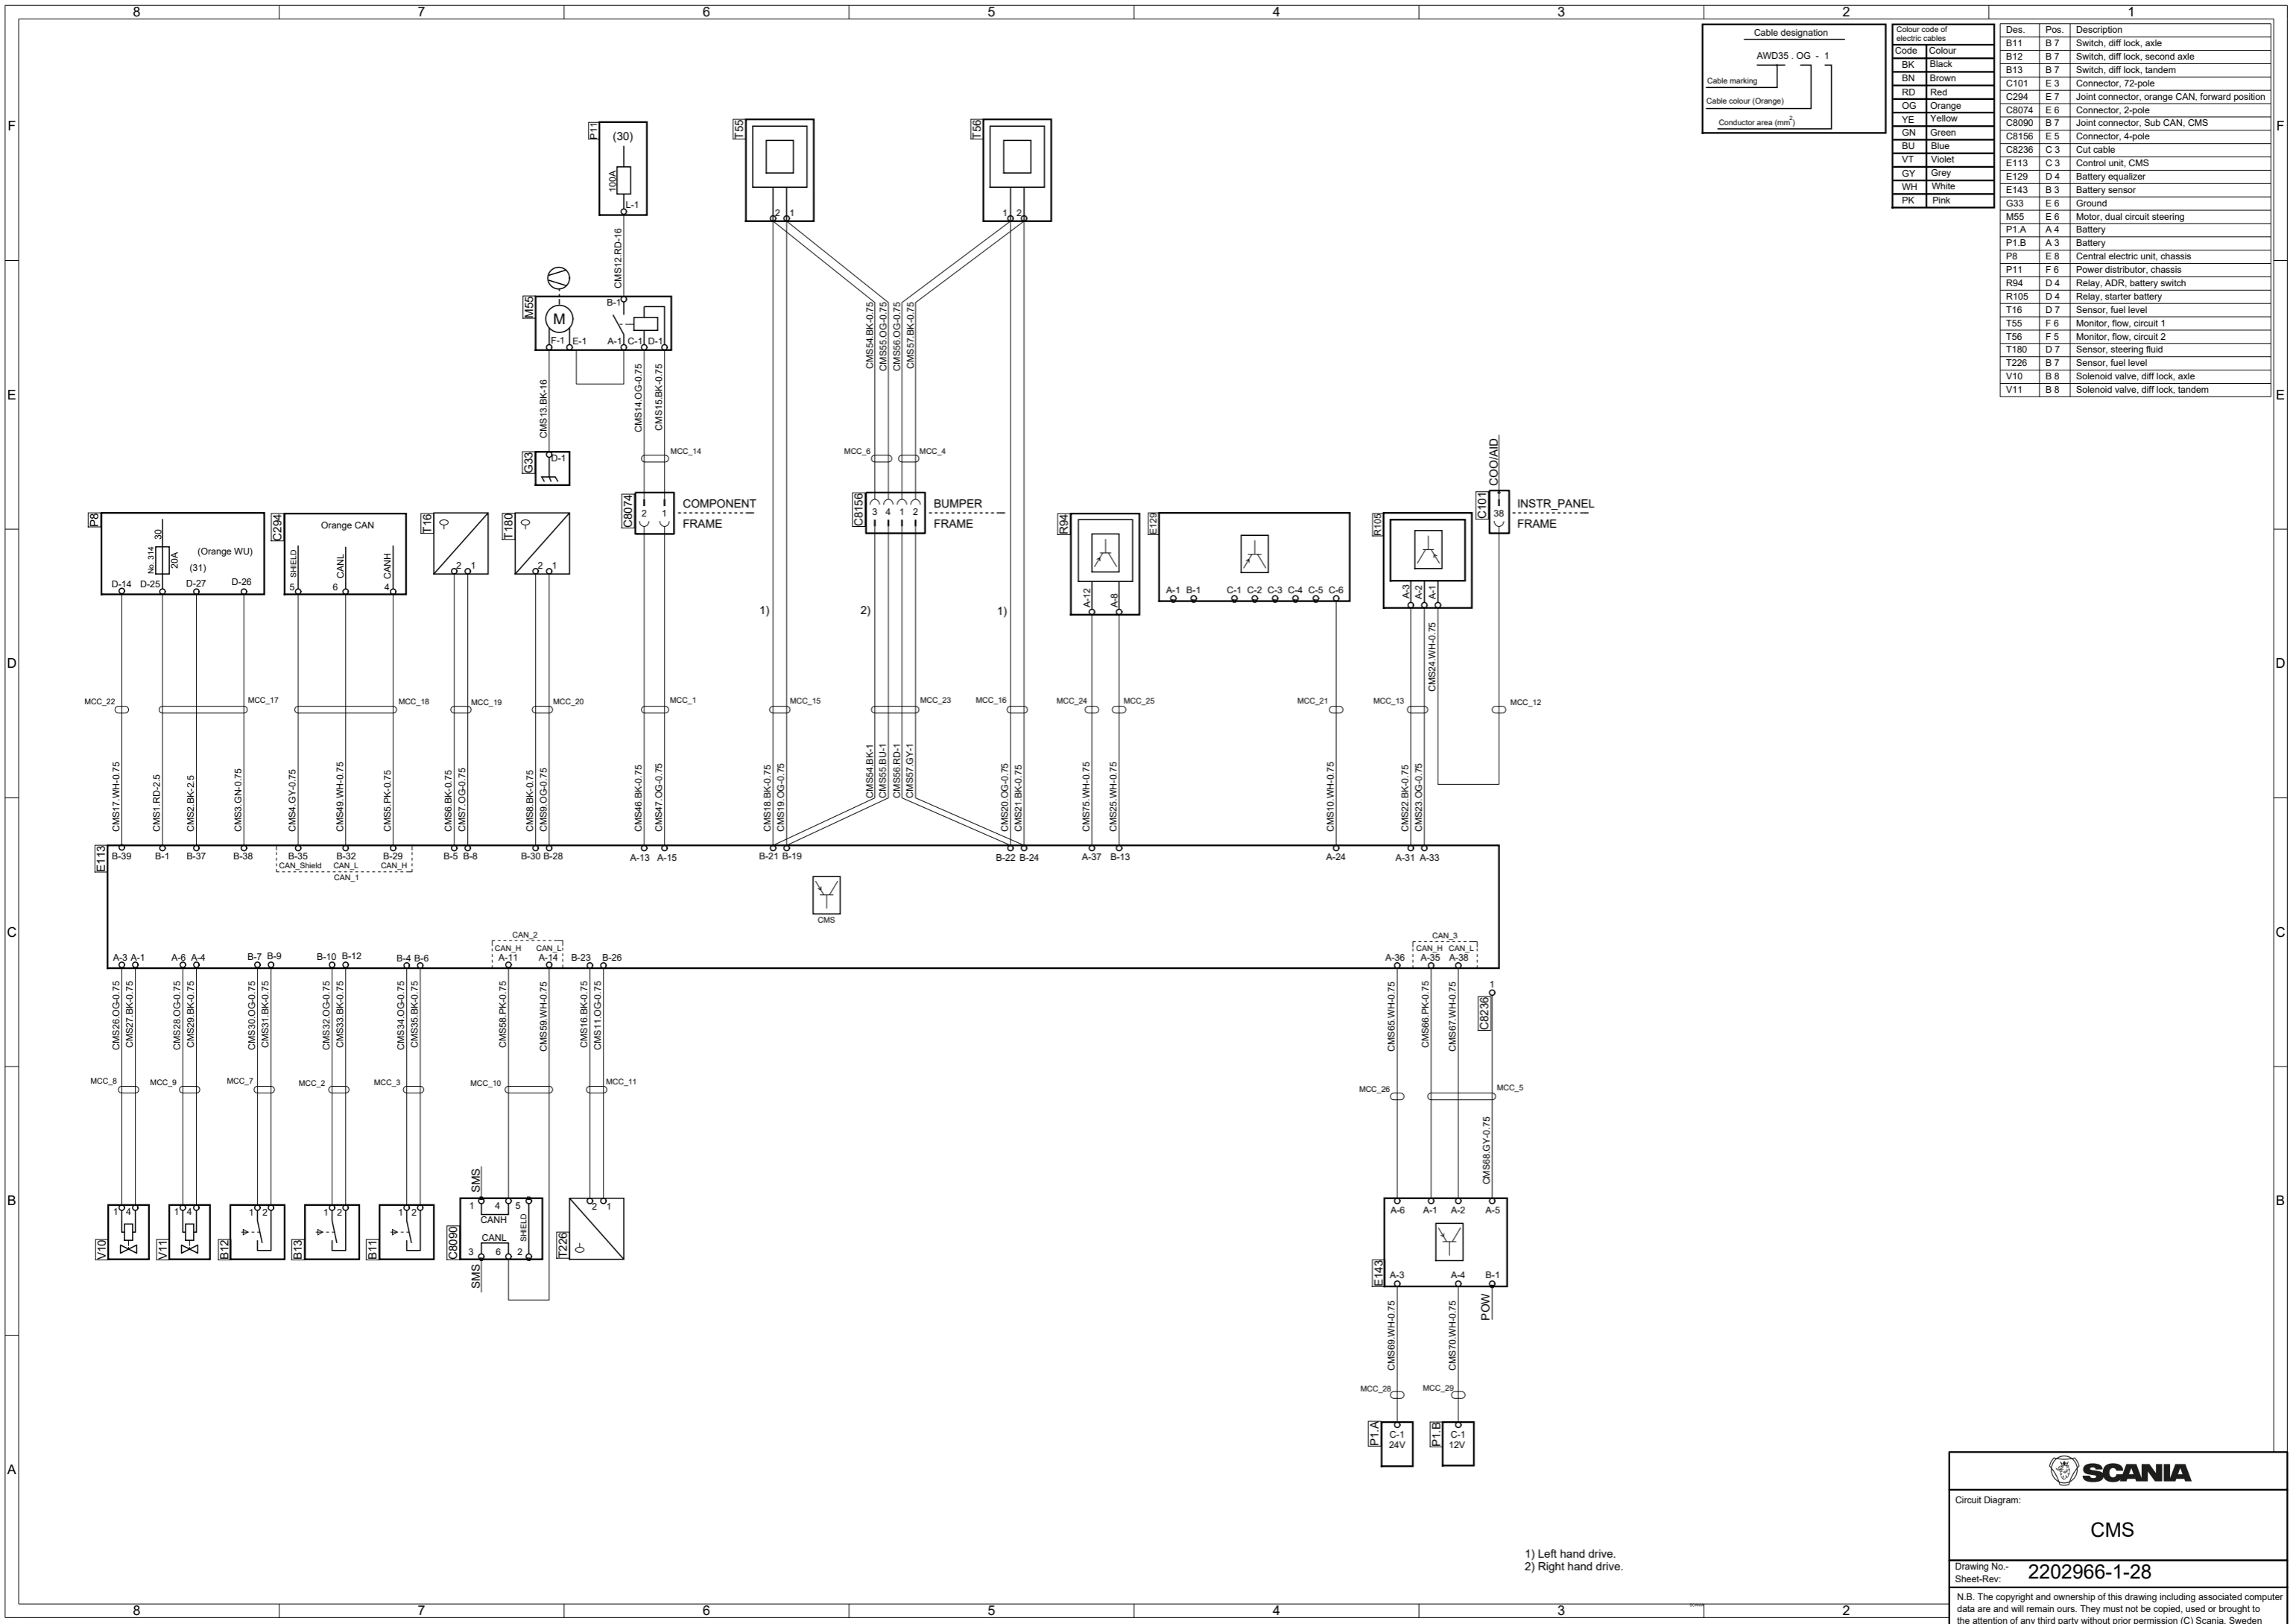 8 7 6 5 4 3 2 1
F
E
D
C
B
A
Cable designation
AWD35 . OG - 1
Cable marking
Cable colour (Orange)
Conductor area (mm²)
Colour code of
electric cables
Code Colour
BK Black
BN Brown
RD Red
OG Orange
YE Yellow
GN Green
BU Blue
VT Violet
GY Grey
WH White
PK Pink
Des. Pos. Description
B11 B 7 Switch, diff lock, axle
B12 B 7 Switch, diff lock, second axle
B13 B 7 Switch, diff lock, tandem
C101 E 3 Connector, 72-pole
C294 E 7 Joint connector, orange CAN, forward position
C8074 E 6 Connector, 2-pole
C8090 B 7 Joint connector, Sub CAN, CMS
C8156 E 5 Connector, 4-pole
C8236 C 3 Cut cable
E113 C 3 Control unit, CMS
E129 D 4 Battery equalizer
E143 B 3 Battery sensor
G33 E 6 Ground
M55 E 6 Motor, dual circuit steering
P1.A A 4 Battery
P1.B A 3 Battery
P8 E 8 Central electric unit, chassis
P11 F 6 Power distributor, chassis
R94 D 4 Relay, ADR, battery switch
R105 D 4 Relay, starter battery
T16 D 7 Sensor, fuel level
T55 F 6 Monitor, flow, circuit 1
T56 F 5 Monitor, flow, circuit 2
T180 D 7 Sensor, steering fluid
T226 B 7 Sensor, fuel level
V10 B 8 Solenoid valve, diff lock, axle
V11 B 8 Solenoid valve, diff lock, tandem
P11
(30)
100A
L-1
CMS12.RD-16
T55
2 1
T56
1 2
M55
M
B-1
F-1 E-1 A-1 C-1 D-1
CMS13.BK-16
CMS14.OG-0.75
CMS15.BK-0.75
G33
D-1
MCC_14
C8074
2 1
COMPONENT
FRAME
CMS54.BK-0.75
CMS55.OG-0.75
CMS56.OG-0.75
CMS57.BK-0.75
MCC_6
MCC_4
C8156
3 4 1 2
BUMPER
FRAME
COO/AID
C101
38
INSTR_PANEL
FRAME
P8
No. 314
30
20A
(Orange WU)
(31)
D-14 D-25 D-27 D-26
C294
Orange CAN
SHIELD
CANL
CANH
5 6 4
T16
2 1
T180
2 1
R94
A-12
A-8
E129
A-1 B-1 C-1 C-2 C-3 C-4 C-5 C-6
R105
A-3
A-2
A-1
1)
2)
1)
CMS24.WH-0.75
MCC_22
MCC_17
MCC_18
MCC_19
MCC_20
MCC_1
MCC_15
MCC_23
MCC_16
MCC_24
MCC_25
MCC_21
MCC_13
MCC_12
CMS17.WH-0.75
CMS1.RD-2.5
CMS2.BK-2.5
CMS3.GN-0.75
CMS4.GY-0.75
CMS49.WH-0.75
CMS5.PK-0.75
CMS6.BK-0.75
CMS7.OG-0.75
CMS8.BK-0.75
CMS9.OG-0.75
CMS46.BK-0.75
CMS47.OG-0.75
CMS18.BK-0.75
CMS19.OG-0.75
CMS54.BK-1
CMS55.BU-1
CMS56.RD-1
CMS57.GY-1
CMS20.OG-0.75
CMS21.BK-0.75
CMS75.WH-0.75
CMS25.WH-0.75
CMS10.WH-0.75
CMS22.BK-0.75
CMS23.OG-0.75
E113
B-39 B-1 B-37 B-38 B-35 B-32 B-29 B-5 B-8 B-30 B-28 A-13 A-15 B-21 B-19 B-22 B-24 A-37 B-13 A-24 A-31 A-33
CAN_Shield CAN_L CAN_H
CAN_1
CMS
CAN_2
CAN_H CAN_L
CAN_3
CAN_H CAN_L
A-3 A-1 A-6 A-4 B-7 B-9 B-10 B-12 B-4 B-6 A-11 A-14 B-23 B-26 A-36 A-35 A-38
CMS26.OG-0.75
CMS27.BK-0.75
CMS28.OG-0.75
CMS29.BK-0.75
CMS30.OG-0.75
CMS31.BK-0.75
CMS32.OG-0.75
CMS33.BK-0.75
CMS34.OG-0.75
CMS35.BK-0.75
CMS58.PK-0.75
CMS59.WH-0.75
CMS16.BK-0.75
CMS11.OG-0.75
CMS65.WH-0.75
CMS66.PK-0.75
CMS67.WH-0.75
1
C8236
MCC_8
MCC_9
MCC_7
MCC_2
MCC_3
MCC_10
MCC_11
MCC_26
MCC_5
CMS68.GY-0.75
V10
1 4
V11
1 4
B12
1 2
B13
1 2
B11
1 2
SMS
C8090
1 4 5
CANH
CANL
SHIELD
3 6 2
SMS
T226
2 1
E143
A-6 A-1 A-2 A-5
A-3 A-4 B-1
POW
CMS69.WH-0.75
CMS70.WH-0.75
MCC_28
MCC_29
P1.A
C-1
24V
P1.B
C-1
12V
1) Left hand drive.
2) Right hand drive.
SCANIA
Circuit Diagram:
CMS
Drawing No.-
Sheet-Rev:
2202966-1-28
N.B. The copyright and ownership of this drawing including associated computer
data are and will remain ours. They must not be copied, used or brought to
the attention of any third party without prior permission (C) Scania, Sweden
F
E
D
C
B
A
8 7 6 5 4 3 2